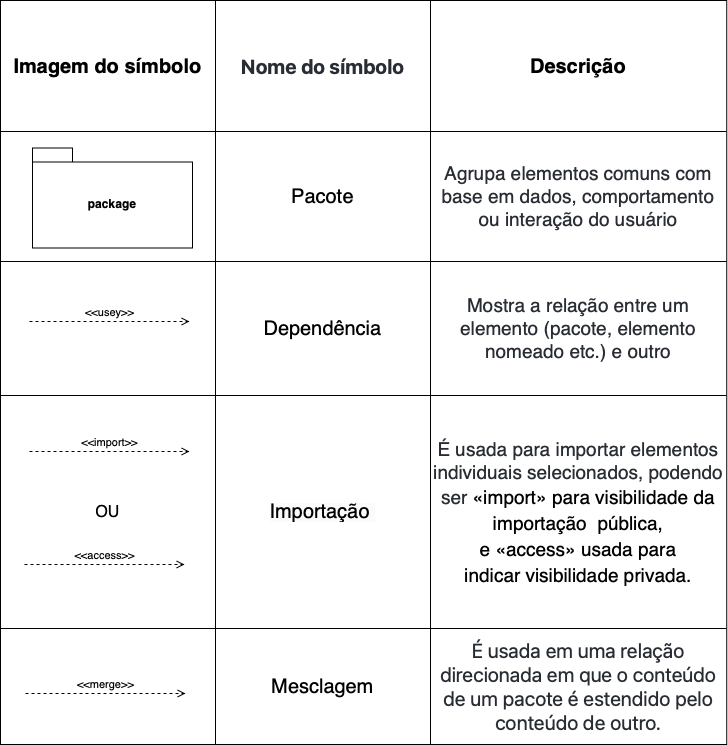 Imagem do símbolo
Nome do símbolo
Descrição
package
Pacote
Agrupa elementos comuns com
base em dados, comportamento
ou interação do usuário
<<usey>>
Dependência
Mostra a relação entre um
elemento (pacote, elemento
nomeado etc.) e outro
<<import>>
OU
<<access>>
Importação
É usada para importar elementos
individuais selecionados, podendo
ser «import» para visibilidade da
importação pública,
e «access» usada para
indicar visibilidade privada.
<<merge>>
Mesclagem
É usada em uma relação
direcionada em que o conteúdo
de um pacote é estendido pelo
conteúdo de outro.